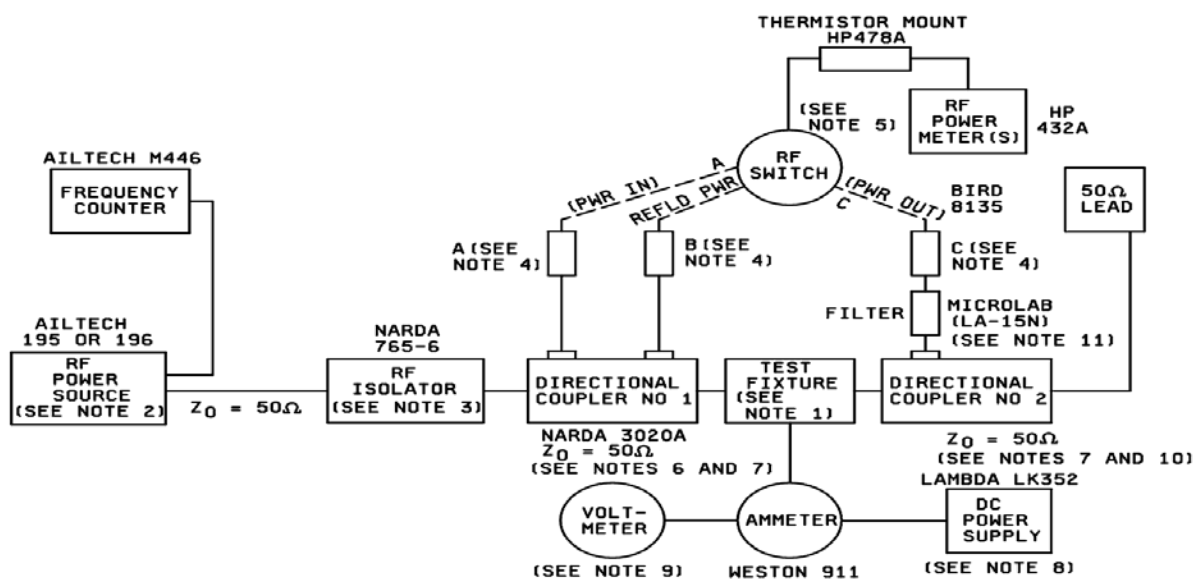 THERMISTOR MOUNT
HP478A
(SEE
NOTE 5)
RF
POWER
METER(S)
HP
432A
RF
SWITCH
AILTECH M446
FREQUENCY
COUNTER
A
(PWR IN)
REFLD PWR
(PWR OUT)
C
BIRD
8135
50Ω
LEAD
A(SEE
NOTE 4)
B(SEE
NOTE 4)
C(SEE
NOTE 4)
FILTER
MICROLAB
(LA-15N)
(SEE NOTE 11)
AILTECH
195 OR 196
RF
POWER
SOURCE
(SEE NOTE 2)
Z0 = 50Ω
NARDA
765-6
RF
ISOLATOR
(SEE NOTE 3)
DIRECTIONAL
COUPLER NO 1
NARDA 3020A
Z0 = 50Ω
(SEE NOTES 6 AND 7)
TEST
FIXTURE
(SEE
NOTE 1)
DIRECTIONAL
COUPLER NO 2
Z0 = 50Ω
(SEE NOTES 7 AND 10)
VOLT-
METER
(SEE NOTE 9)
AMMETER
WESTON 911
LAMBDA LK352
DC
POWER
SUPPLY
(SEE NOTE 8)